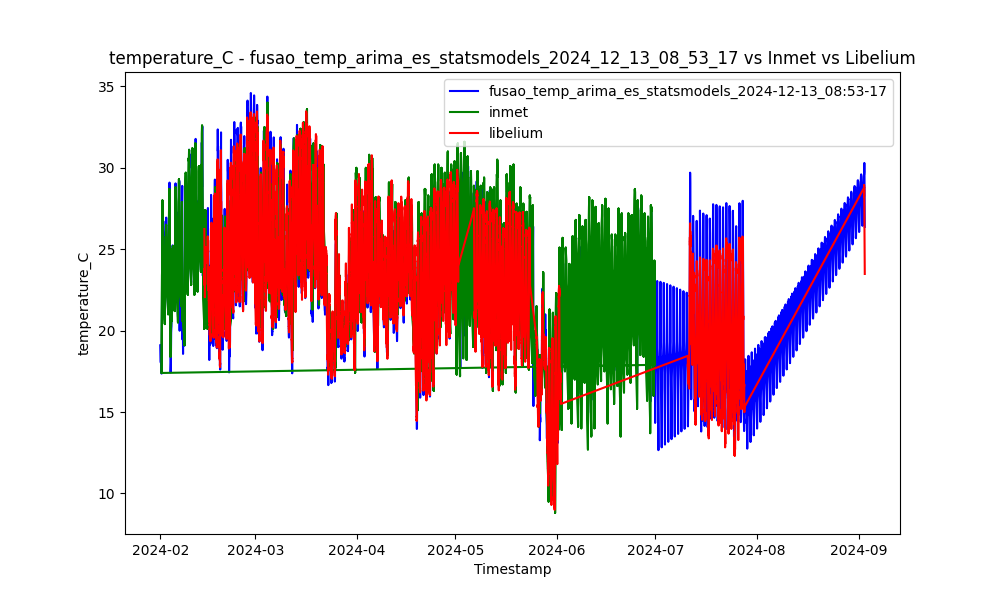 temperature_C - fusao_temp_arima_es_statsmodels_2024_12_13_08_53_17 vs Inmet vs Libelium
fusao_temp_arima_es_statsmodels_2024-12-13_08:53-17
inmet
libelium
35
30
25
20
15
10
temperature_C
2024-02 2024-03 2024-04 2024-05 2024-06 2024-07 2024-08 2024-09
Timestamp